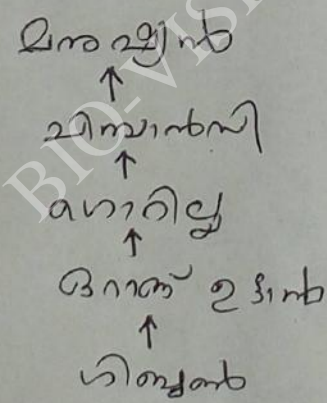 മനുഷ്യൻ
↑
ചിമ്പാൻസി
↑
ഗൊറില്ല
↑
ഒറാങ് ഉട്ടാൻ
↑
ഗിബ്ബൺ
BIO-VIS